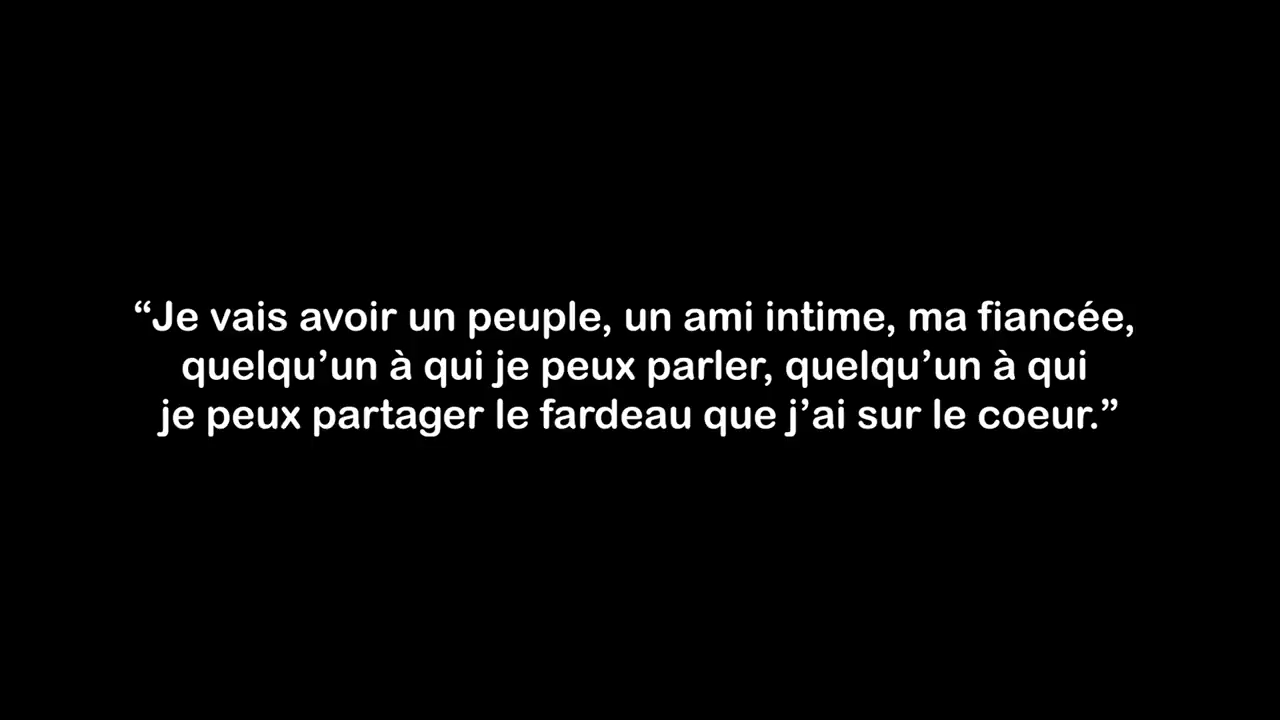 “Je vais avoir un peuple, un ami intime, ma fiancée,
quelqu’un à qui je peux parler, quelqu’un à qui
je peux partager le fardeau que j’ai sur le coeur.”